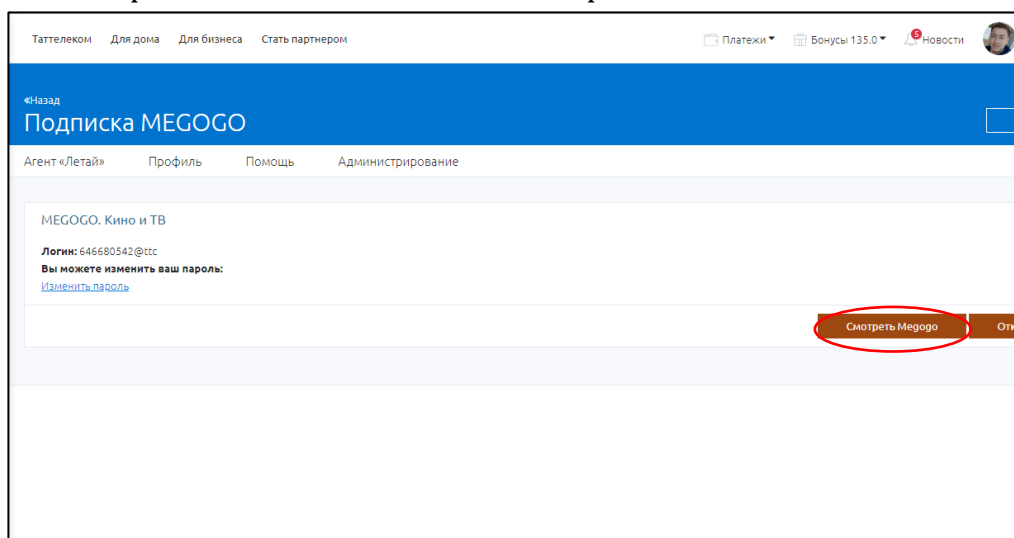 Таттелеком Для дома Для бизнеса Стать партнером Платежи Бонусы 135.0 5 Новости
«Назад
Подписка MEGOGO
Агент «Летай» Профиль Помощь Администрирование
MEGOGO. Кино и ТВ
Логин: 646680542@ttc
Вы можете изменить ваш пароль:
Изменить пароль
Смотреть Megogo